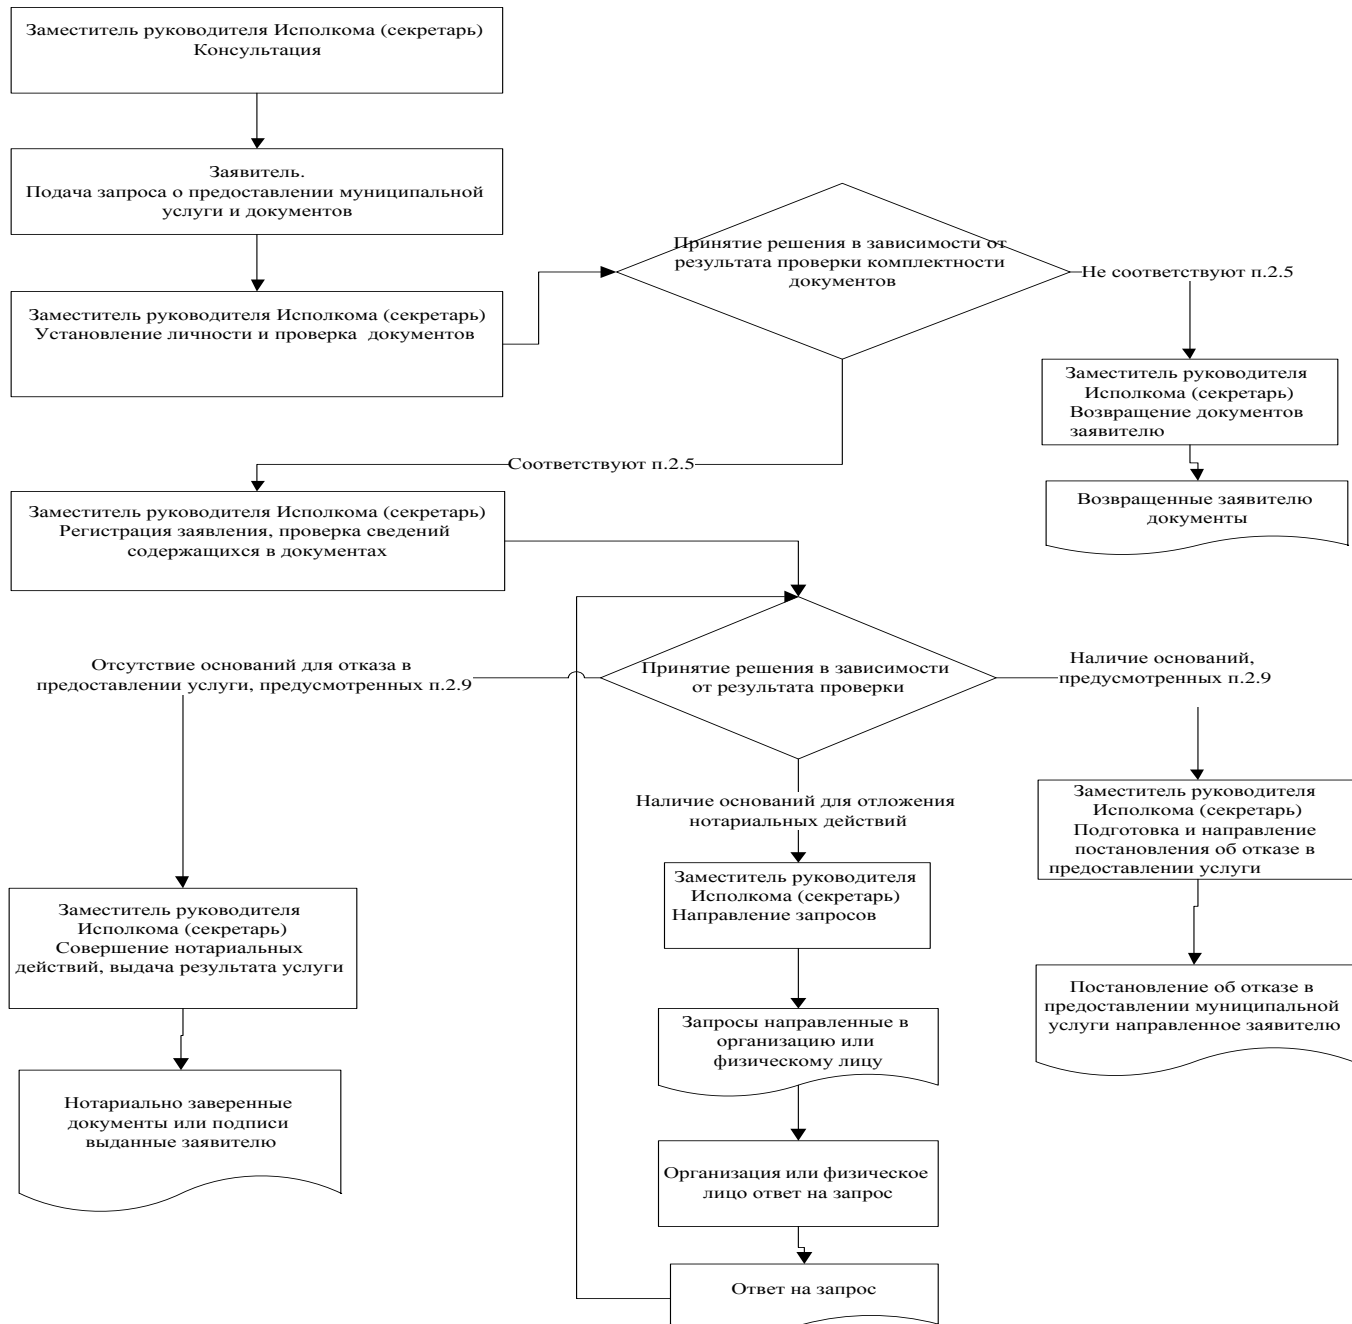 Заместитель руководителя Исполкома (секретарь)
Консультация
Заявитель.
Подача запроса о предоставлении муниципальной
услуги и документов
Заместитель руководителя Исполкома (секретарь)
Установление личности и проверка документов
Принятие решения в зависимости от
результата проверки комплектности
документов
Не соответствуют п.2.5
Заместитель руководителя
Исполкома (секретарь)
Возвращение документов
заявителю
Возвращенные заявителю
документы
Соответствуют п.2.5
Заместитель руководителя Исполкома (секретарь)
Регистрация заявления, проверка сведений
содержащихся в документах
Принятие решения в зависимости
от результата проверки
Отсутствие оснований для отказа в
предоставлении услуги, предусмотренных п.2.9
Наличие оснований,
предусмотренных п.2.9
Наличие оснований для отложения
нотариальных действий
Заместитель руководителя
Исполкома (секретарь)
Совершение нотариальных
действий, выдача результата услуги
Нотариально заверенные
документы или подписи
выданные заявителю
Заместитель руководителя
Исполкома (секретарь)
Направление запросов
Запросы направленные в
организацию или
физическому лицу
Организация или физическое
лицо ответ на запрос
Ответ на запрос
Заместитель руководителя
Исполкома (секретарь)
Подготовка и направление
постановления об отказе в
предоставлении услуги
Постановление об отказе в
предоставлении муниципальной
услуги направленное заявителю